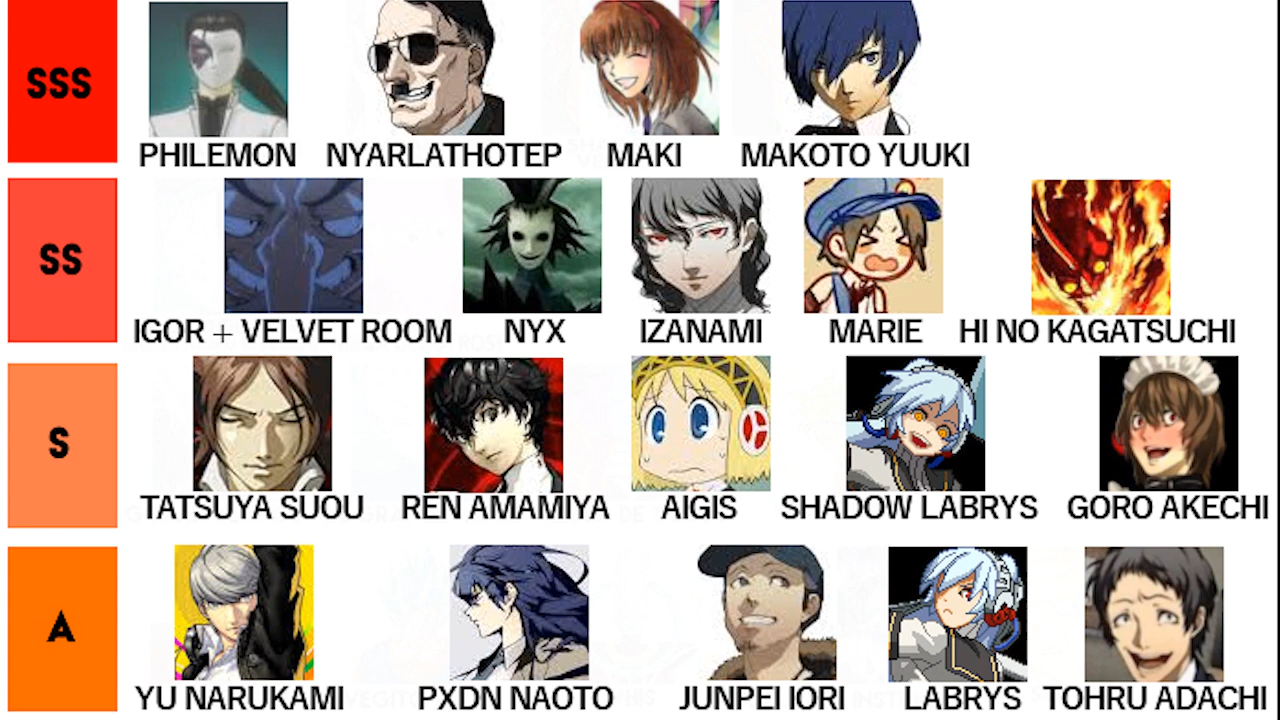 SSS
PHILEMON NYARLATHOTEP MAKI MAKOTO YUUKI
SS
IGOR + VELVET ROOM NYX IZANAMI MARIE HI NO KAGATSUCHI
S
TATSUYA SUOU REN AMAMIYA AIGIS SHADOW LABRYS GORO AKECHI
A
YU NARUKAMI PXDN NAOTO JUNPEI IORI LABRYS TOHRU ADACHI